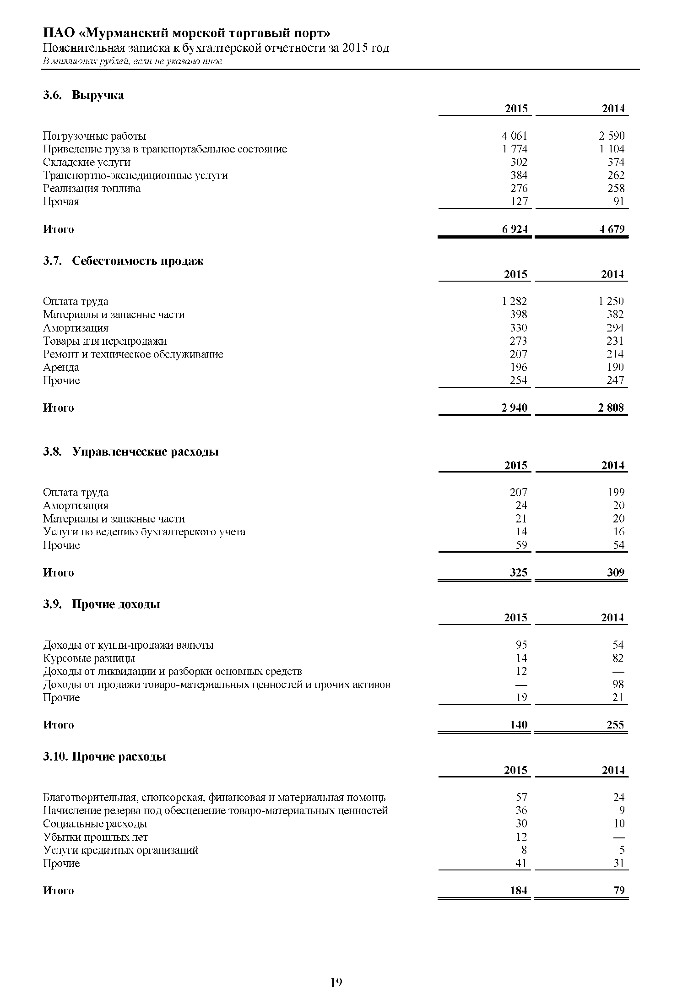 ПАО «Мурманский морской торговый порт»
Пояснительная записка к бухгалтерской отчетности за 2015 год
В миллионах рублей, если не указано иное
3.6. Выручка
2015 2014
Погрузочные работы 4 061 2 590
Приведение груза в транспортабельное состояние 1 774 1 104
Складские услуги 302 374
Транспортно-экспедиционные услуги 384 262
Реализация топлива 276 258
Прочая 127 91
Итого 6 924 4 679
3.7. Себестоимость продаж
2015 2014
Оплата труда 1 282 1 250
Материалы и запасные части 398 382
Амортизация 330 294
Товары для перепродажи 273 231
Ремонт и техническое обслуживание 207 214
Аренда 196 190
Прочие 254 247
Итого 2 940 2 808
3.8. Управленческие расходы
2015 2014
Оплата труда 207 199
Амортизация 24 20
Материалы и запасные части 21 20
Услуги по ведению бухгалтерского учета 14 16
Прочие 59 54
Итого 325 309
3.9. Прочие доходы
2015 2014
Доходы от купли-продажи валюты 95 54
Курсовые разницы 14 82
Доходы от ликвидации и разборки основных средств 12 —
Доходы от продажи товаро-материальных ценностей и прочих активов — 98
Прочие 19 21
Итого 140 255
3.10. Прочие расходы
2015 2014
Благотворительная, спонсорская, финансовая и материальная помощь 57 24
Начисление резерва под обесценение товаро-материальных ценностей 36 9
Социальные расходы 30 10
Убытки прошлых лет 12 —
Услуги кредитных организаций 8 5
Прочие 41 31
Итого 184 79
19